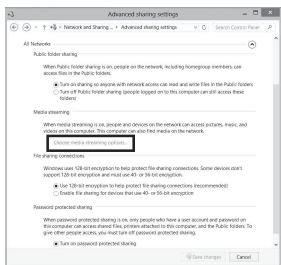 Advanced sharing settings
« Network and Sharing... › Advanced sharing settings
Search Control Panel
All Networks
Public folder sharing
When Public folder sharing is on, people on the network, including homegroup members, can
access files in the Public folders.
Turn on sharing so anyone with network access can read and write files in the Public folders
Turn off Public folder sharing (people logged on to this computer can still access these
folders)
Media streaming
When media streaming is on, people and devices on the network can access pictures, music, and
videos on this computer. This computer can also find media on the network.
Choose media streaming options...
File sharing connections
Windows uses 128-bit encryption to help protect file sharing connections. Some devices don't
support 128-bit encryption and must use 40- or 56-bit encryption.
Use 128-bit encryption to help protect file sharing connections (recommended)
Enable file sharing for devices that use 40- or 56-bit encryption
Password protected sharing
When password protected sharing is on, only people who have a user account and password on
this computer can access shared files, printers attached to this computer, and the Public folders. To
give other people access, you must turn off password protected sharing.
Turn on password protected sharing
Save changes
Cancel